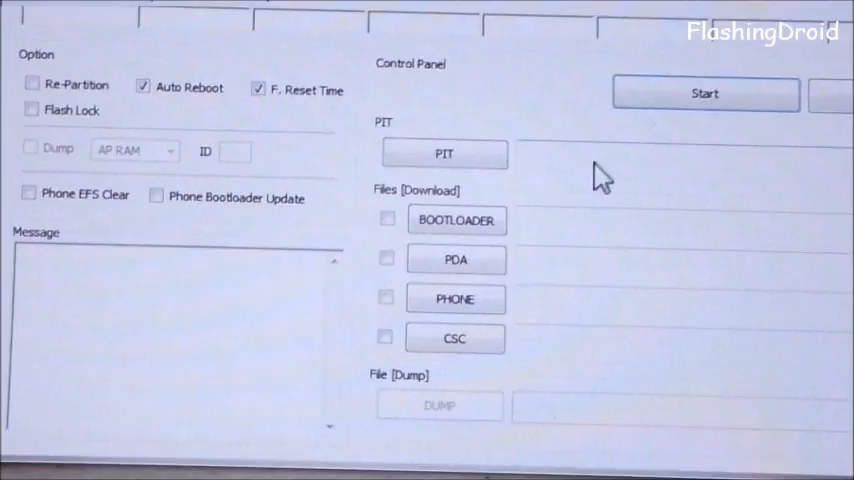 FlashingDroid
Option
Control Panel
Re-Partition Auto Reboot F. Reset Time
Start
Flash Lock
PIT
PIT
Dump AP RAM ID
Files [Download]
Phone EFS Clear Phone Bootloader Update
BOOTLOADER
Message
PDA
PHONE
CSC
File [Dump]
DUMP